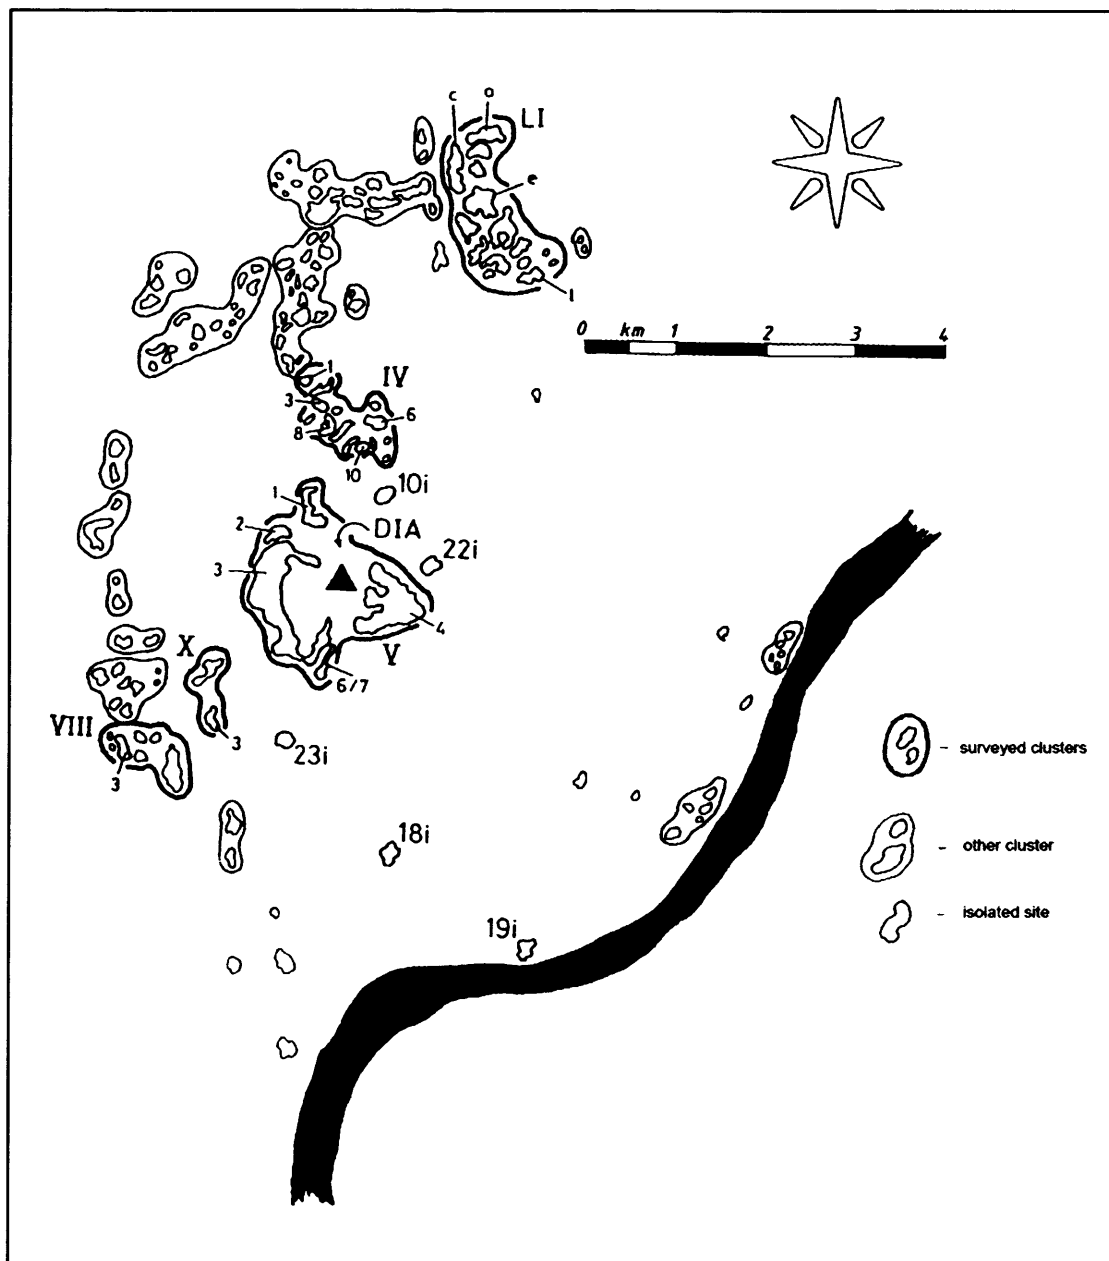 c o LI
e
1
0 km 1 2 3 4
1 IV
3 6
8
10 10i
1
2 DIA
22i
3
4
X V
6/7
VIII
3 23i
3
surveyed clusters
18i
other cluster
isolated site
19i